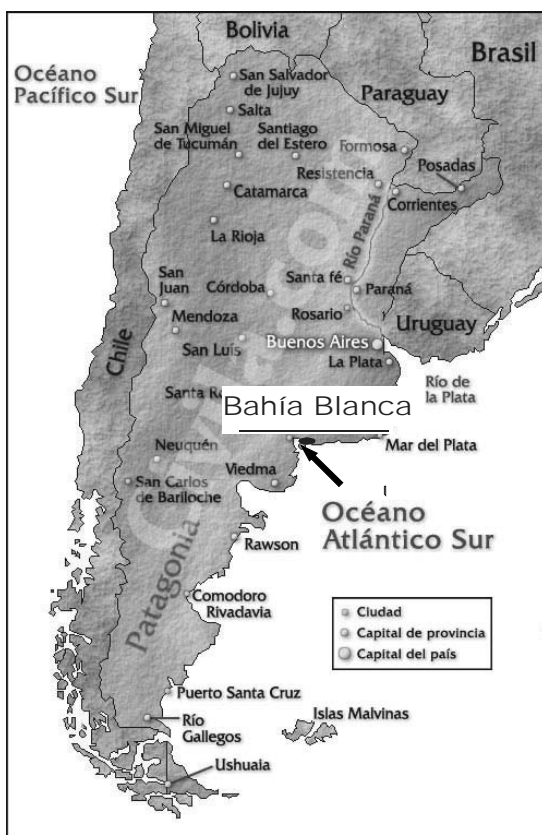 Bolivia
Brasil
Océano
Pacífico Sur
San Salvador
de Jujuy
Paraguay
Salta
San Miguel
de Tucumán
Santiago
del Estero
Formosa
Posadas
Resistencia
Catamarca
Corrientes
La Rioja
Río Paraná
San
Juan
Córdoba
Santa fé
Paraná
Mendoza
Rosario
Uruguay
Chile
San Luís
Buenos Aires
La Plata
Río de
la Plata
Santa
Bahía Blanca
Mar del Plata
Neuquén
Viedma
San Carlos
de Bariloche
Océano
Atlántico Sur
Patagonia
Rawson
Comodoro
Rivadavia
Ciudad
Capital de provincia
Capital del país
Puerto Santa Cruz
Islas Malvinas
Río
Gallegos
Ushuaia